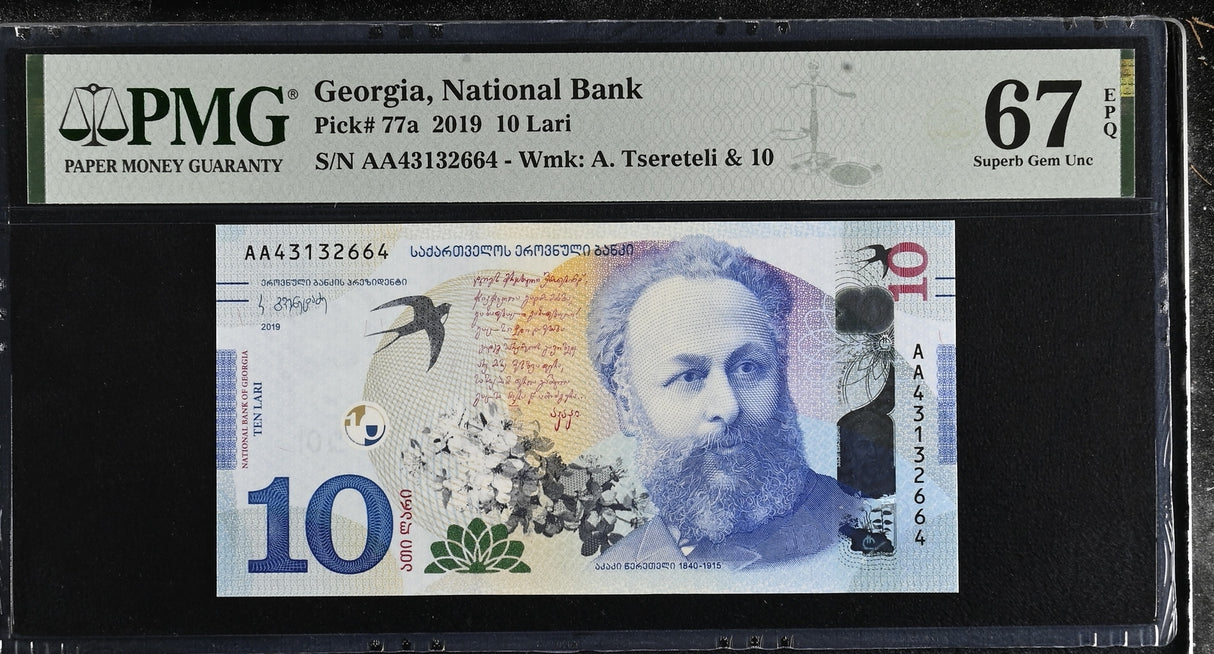 PMG®
PAPER MONEY GUARANTY
Georgia, National Bank
Pick# 77a 2019 10 Lari
S/N AA43132664 - Wmk: A. Tsereteli & 10
67
EPQ
Superb Gem Unc
AA43132664
საქართველოს ეროვნული ბანკი
ეროვნული ბანკის პრეზიდენტი
2019
NATIONAL BANK OF GEORGIA
TEN LARI
10
ათი ლარი
აკაკი
აკაკი წერეთელი 1840-1915
10
AA43132664